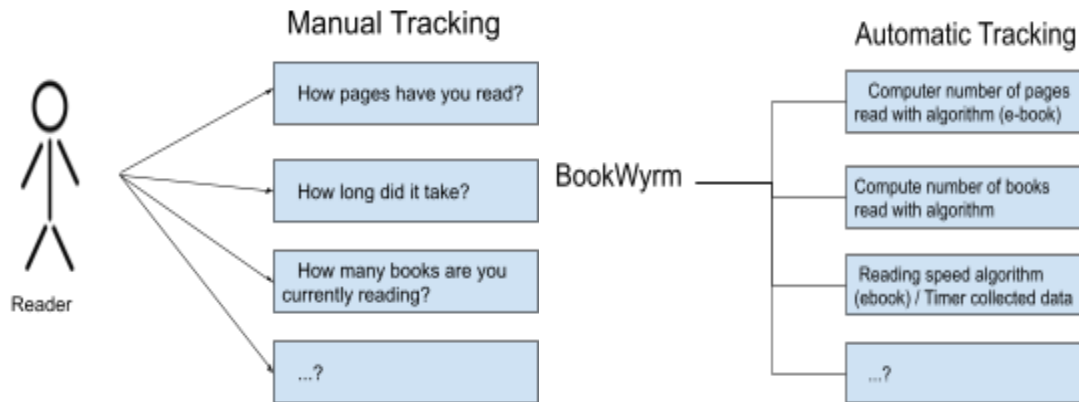 Manual Tracking
How pages have you read?
How long did it take?
How many books are you
currently reading?
...?
Reader
BookWyrm
Automatic Tracking
Computer number of pages
read with algorithm (e-book)
Compute number of books
read with algorithm
Reading speed algorithm
(ebook) / Timer collected data
...?